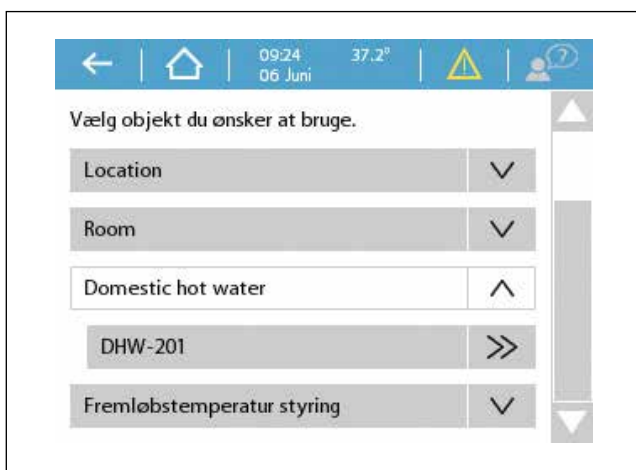 09:24 37.2°
06 Juni
?
Vælg objekt du ønsker at bruge.
Location
Room
Domestic hot water
DHW-201
Fremløbstemperatur styring